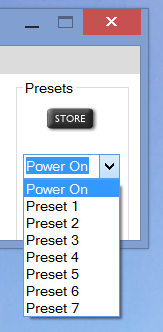 Presets
STORE
Power On
Power On
Preset 1
Preset 2
Preset 3
Preset 4
Preset 5
Preset 6
Preset 7